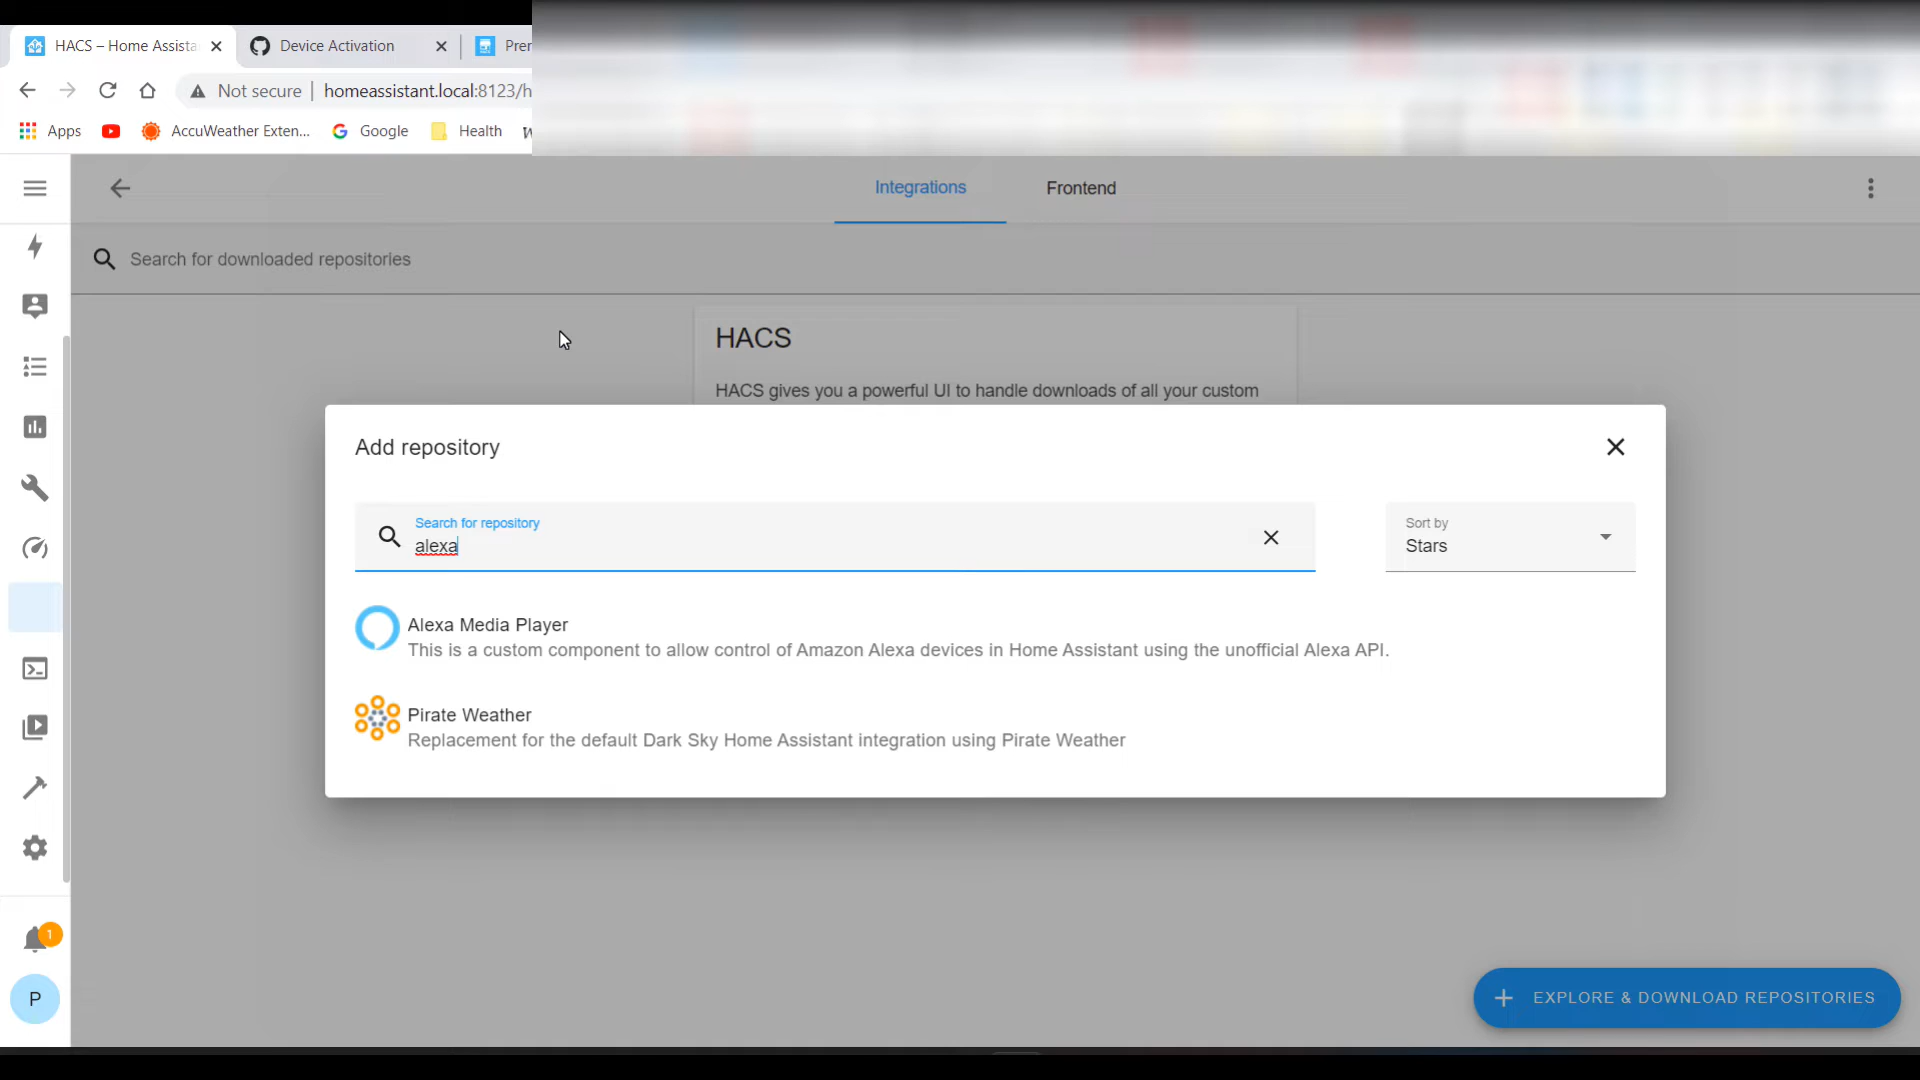 HACS – Home Assista
Device Activation
Pre
Not secure
homeassistant.local:8123/h
Apps
AccuWeather Exten...
Google
Health
Integrations
Frontend
Search for downloaded repositories
HACS
HACS gives you a powerful UI to handle downloads of all your custom
Add repository
Search for repository
alexa
Sort by
Stars
Alexa Media Player
This is a custom component to allow control of Amazon Alexa devices in Home Assistant using the unofficial Alexa API.
Pirate Weather
Replacement for the default Dark Sky Home Assistant integration using Pirate Weather
1
P
EXPLORE & DOWNLOAD REPOSITORIES